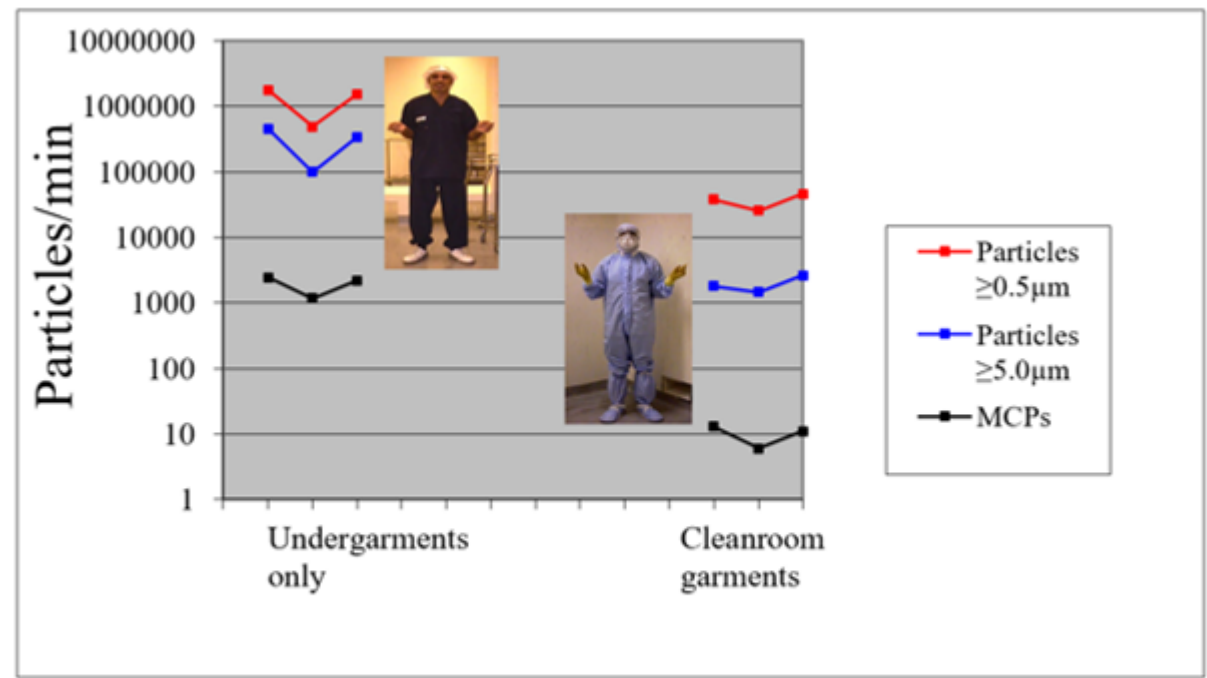 10000000
1000000
100000
10000
1000
100
10
1
Particles/min
Undergarments
only
Cleanroom
garments
Particles
≥0.5µm
Particles
≥5.0µm
MCPs